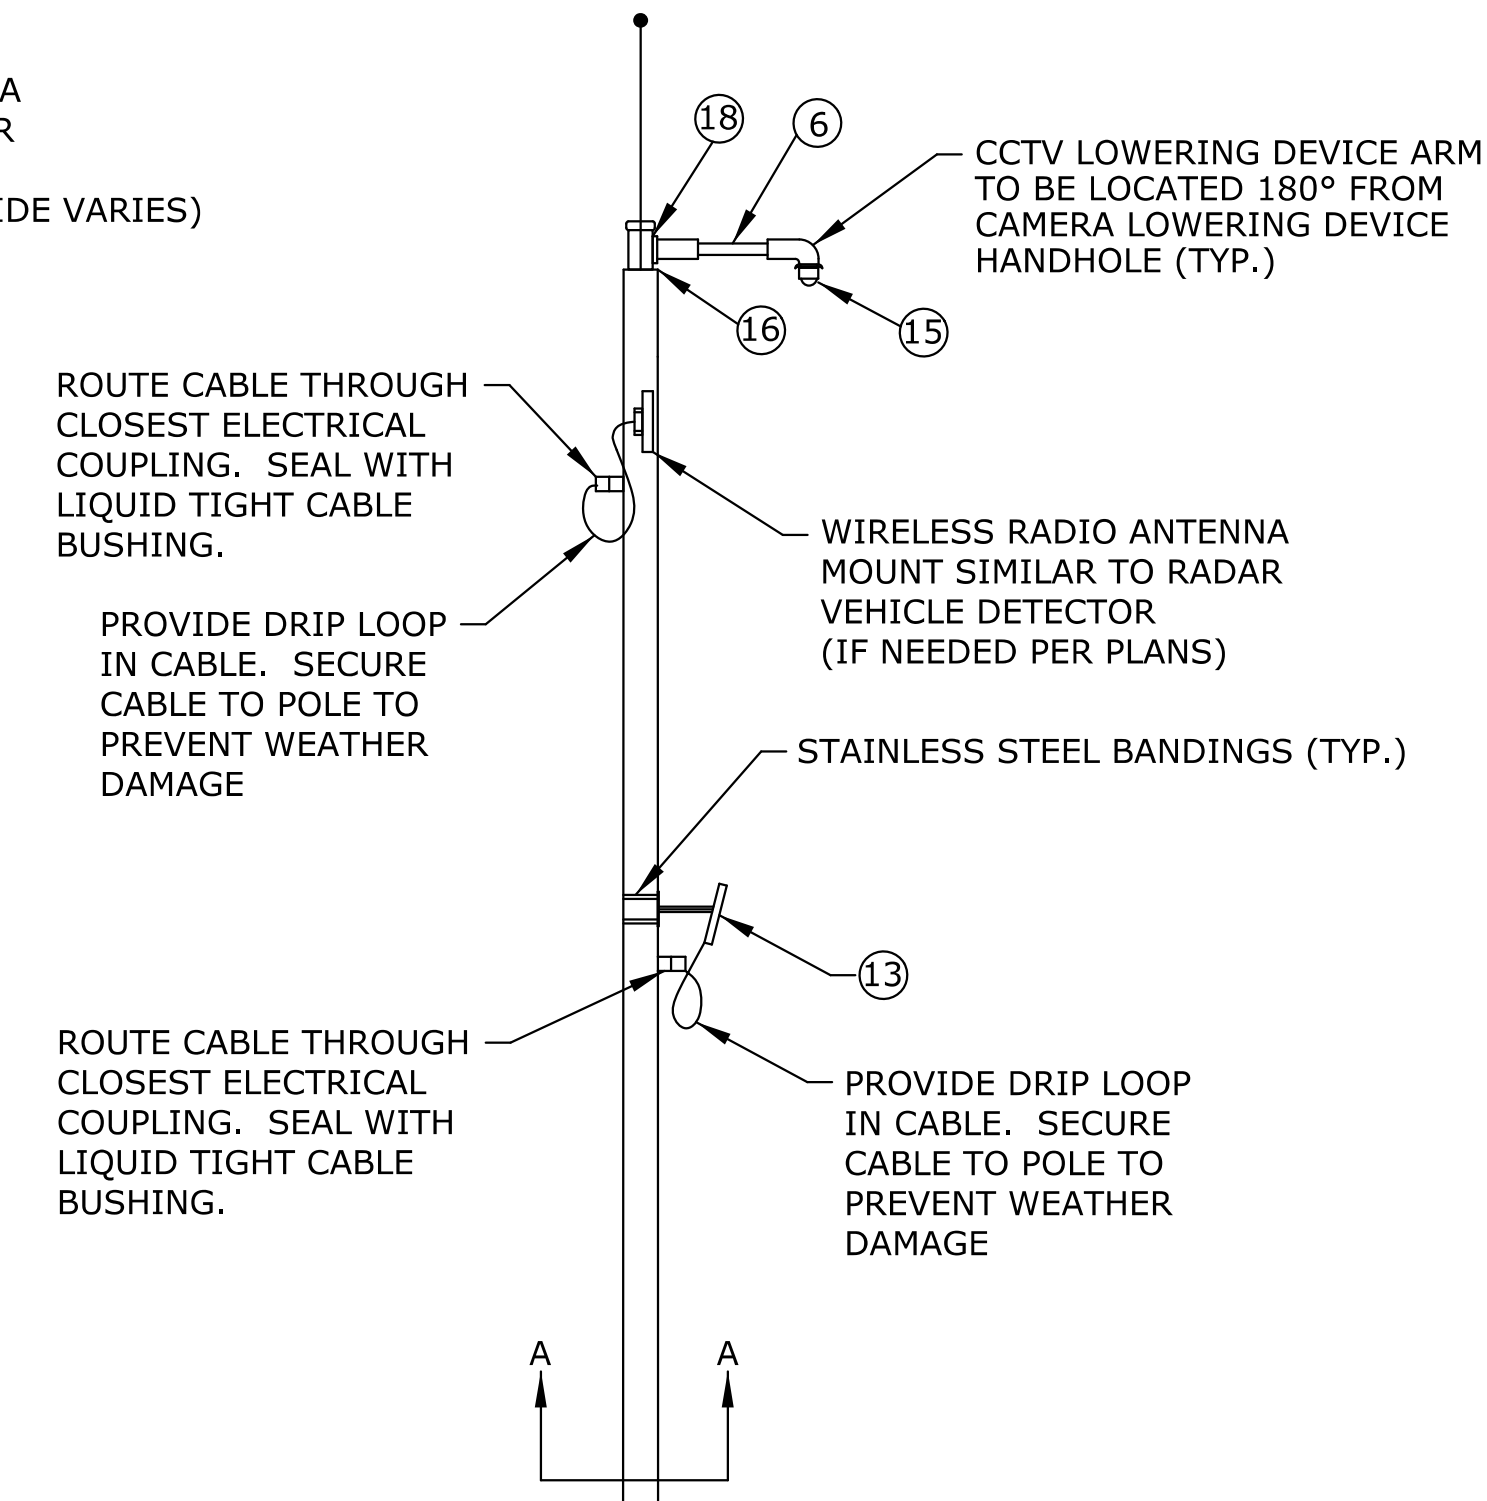 A
R
IDE VARIES)
18
6
CCTV LOWERING DEVICE ARM
TO BE LOCATED 180° FROM
CAMERA LOWERING DEVICE
HANDHOLE (TYP.)
16
15
ROUTE CABLE THROUGH
CLOSEST ELECTRICAL
COUPLING.  SEAL WITH
LIQUID TIGHT CABLE
BUSHING.
WIRELESS RADIO ANTENNA
MOUNT SIMILAR TO RADAR
VEHICLE DETECTOR
(IF NEEDED PER PLANS)
PROVIDE DRIP LOOP
IN CABLE.  SECURE
CABLE TO POLE TO
PREVENT WEATHER
DAMAGE
STAINLESS STEEL BANDINGS (TYP.)
13
ROUTE CABLE THROUGH
CLOSEST ELECTRICAL
COUPLING.  SEAL WITH
LIQUID TIGHT CABLE
BUSHING.
PROVIDE DRIP LOOP
IN CABLE.  SECURE
CABLE TO POLE TO
PREVENT WEATHER
DAMAGE
A
A